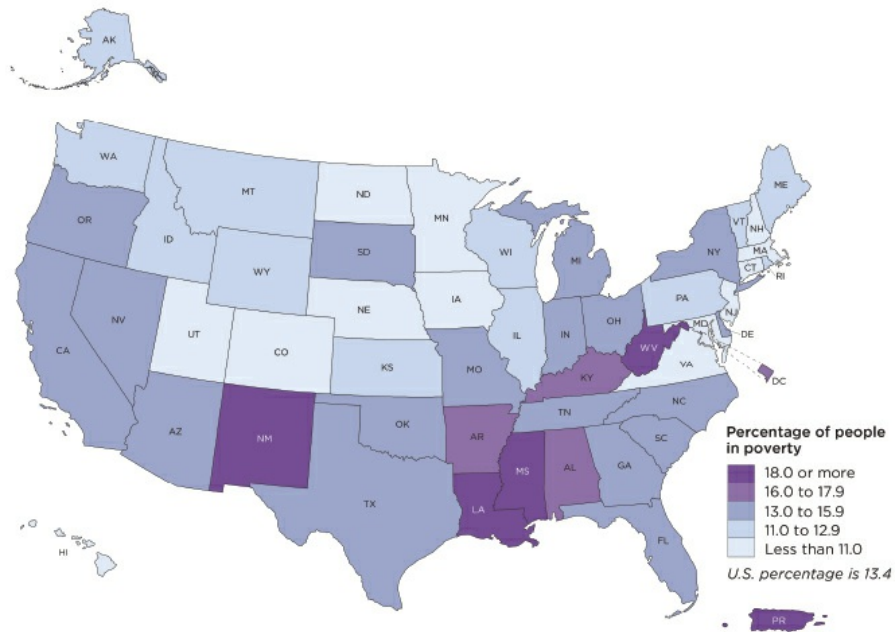 AK
WA
MT
ND
MN
ME
OR
ID
WY
SD
WI
MI
VT
NH
NY
MA
CT
RI
NE
IA
PA
NJ
NV
UT
CO
IL
IN
OH
MD
DE
CA
KS
MO
WV
VA
KY
DC
NC
TN
AZ
NM
OK
AR
SC
MS
AL
GA
TX
LA
FL
HI
PR
Percentage of people
in poverty
18.0 or more
16.0 to 17.9
13.0 to 15.9
11.0 to 12.9
Less than 11.0
U.S. percentage is 13.4